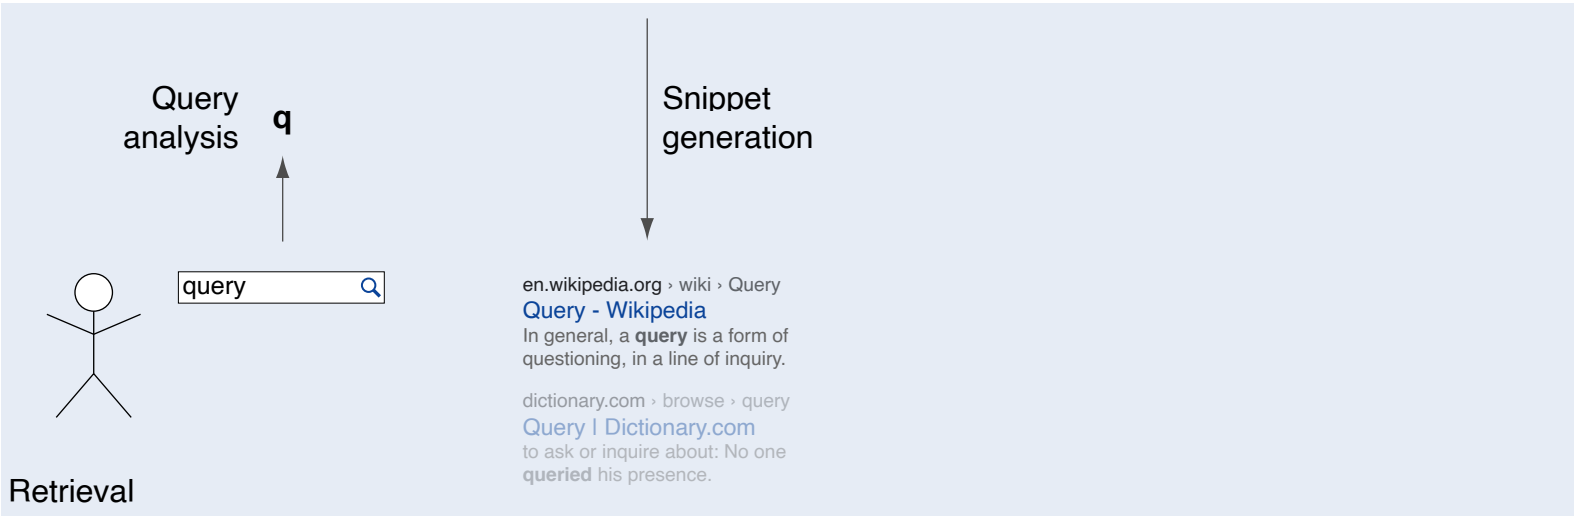 Query
analysis
q
Snippet
generation
query
en.wikipedia.org › wiki › Query
Query - Wikipedia
In general, a query is a form of
questioning, in a line of inquiry.
dictionary.com › browse › query
Query | Dictionary.com
to ask or inquire about: No one
queried his presence.
Retrieval